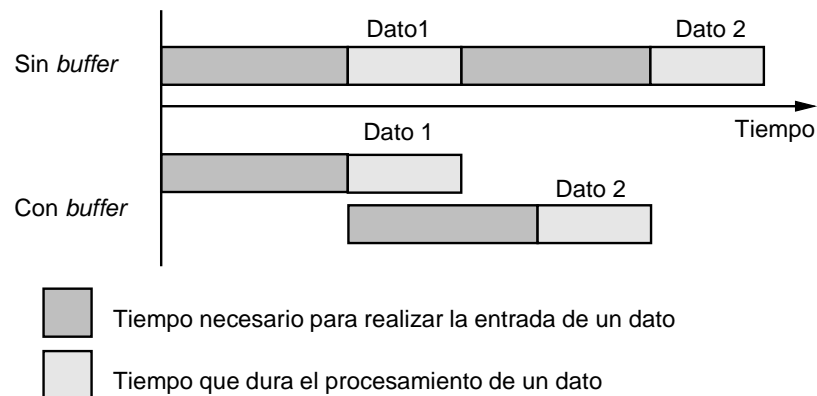 Dato1
Dato 2
Sin buffer
Tiempo
Dato 1
Con buffer
Dato 2
Tiempo necesario para realizar la entrada de un dato
Tiempo que dura el procesamiento de un dato